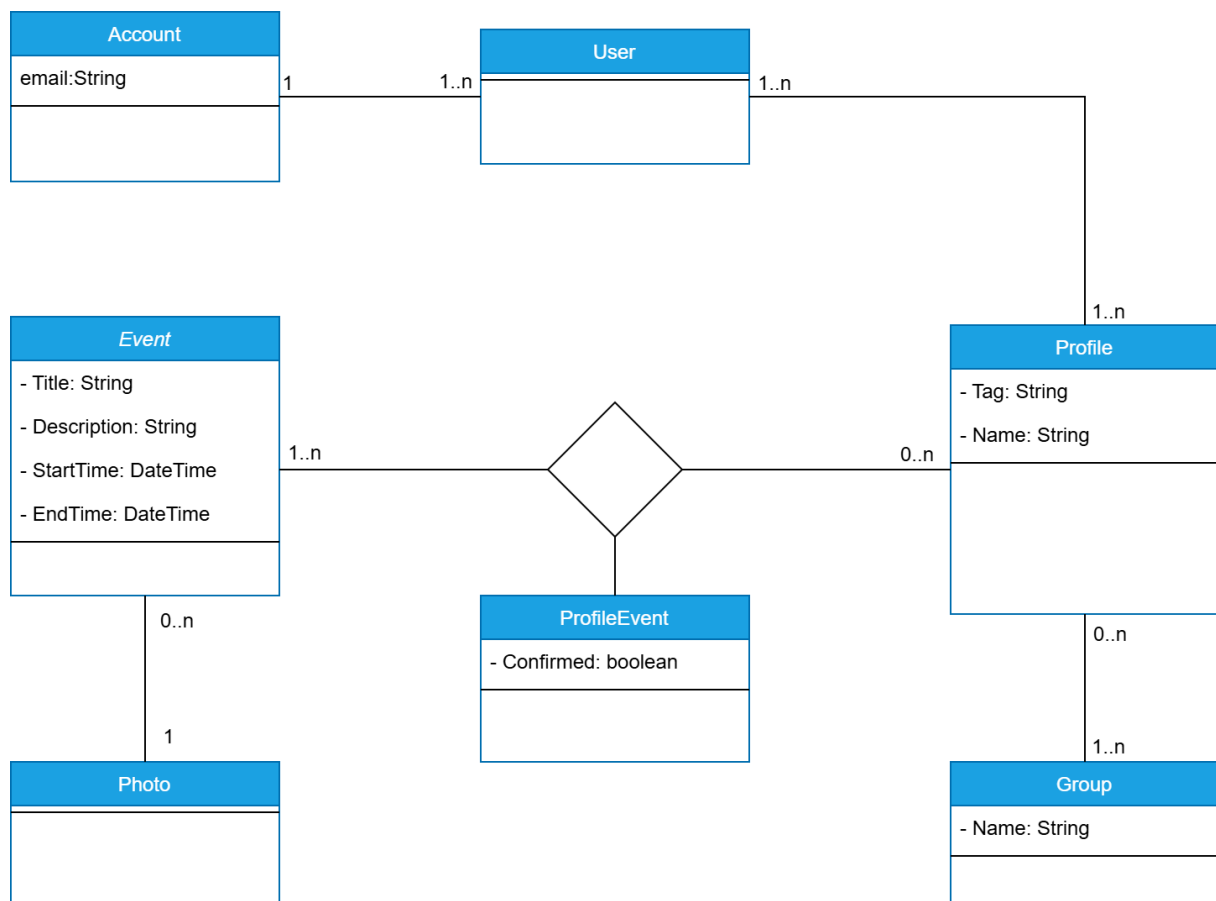 Account
email:String
1
1..n
User
1..n
1..n
Event
- Title: String
- Description: String
- StartTime: DateTime
- EndTime: DateTime
1..n
0..n
Profile
- Tag: String
- Name: String
ProfileEvent
- Confirmed: boolean
0..n
1
Photo
0..n
1..n
Group
- Name: String